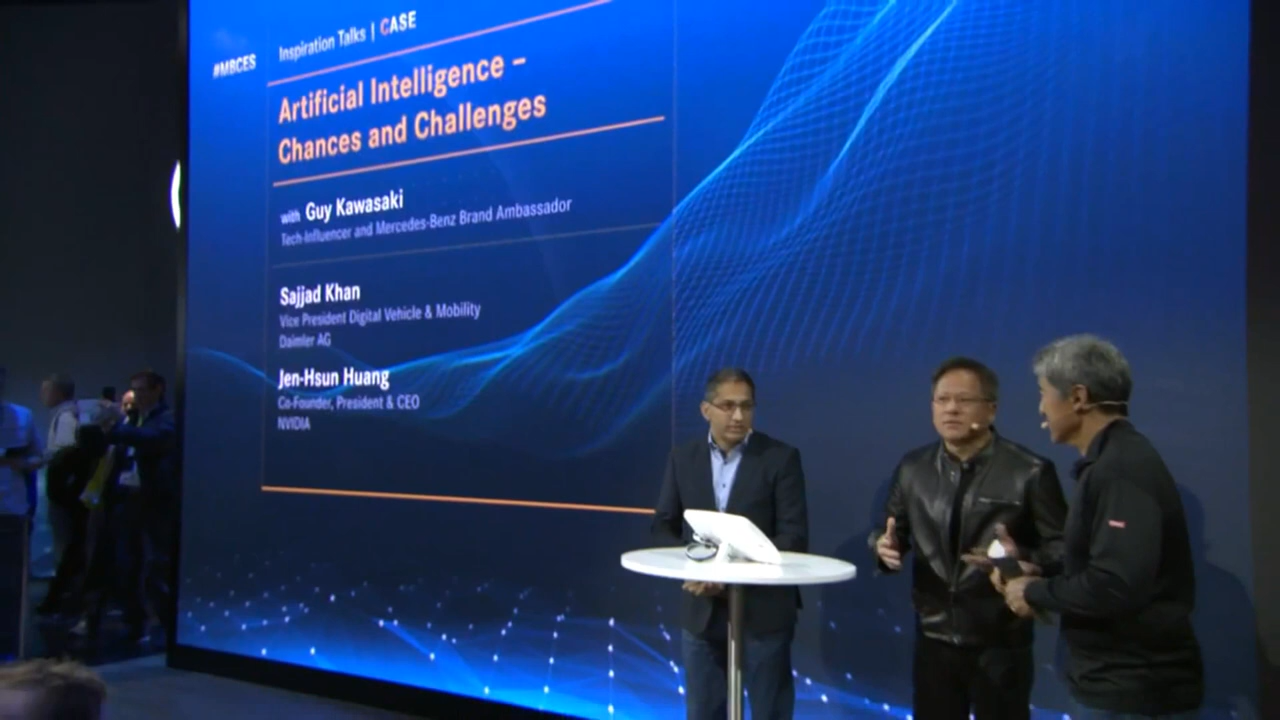 #MBCES
Inspiration Talks | CASE
Artificial Intelligence –
Chances and Challenges
with Guy Kawasaki
Tech-Influencer and Mercedes-Benz Brand Ambassador
Sajjad Khan
Vice President Digital Vehicle & Mobility
Daimler AG
Jen-Hsun Huang
Co-Founder, President & CEO
NVIDIA